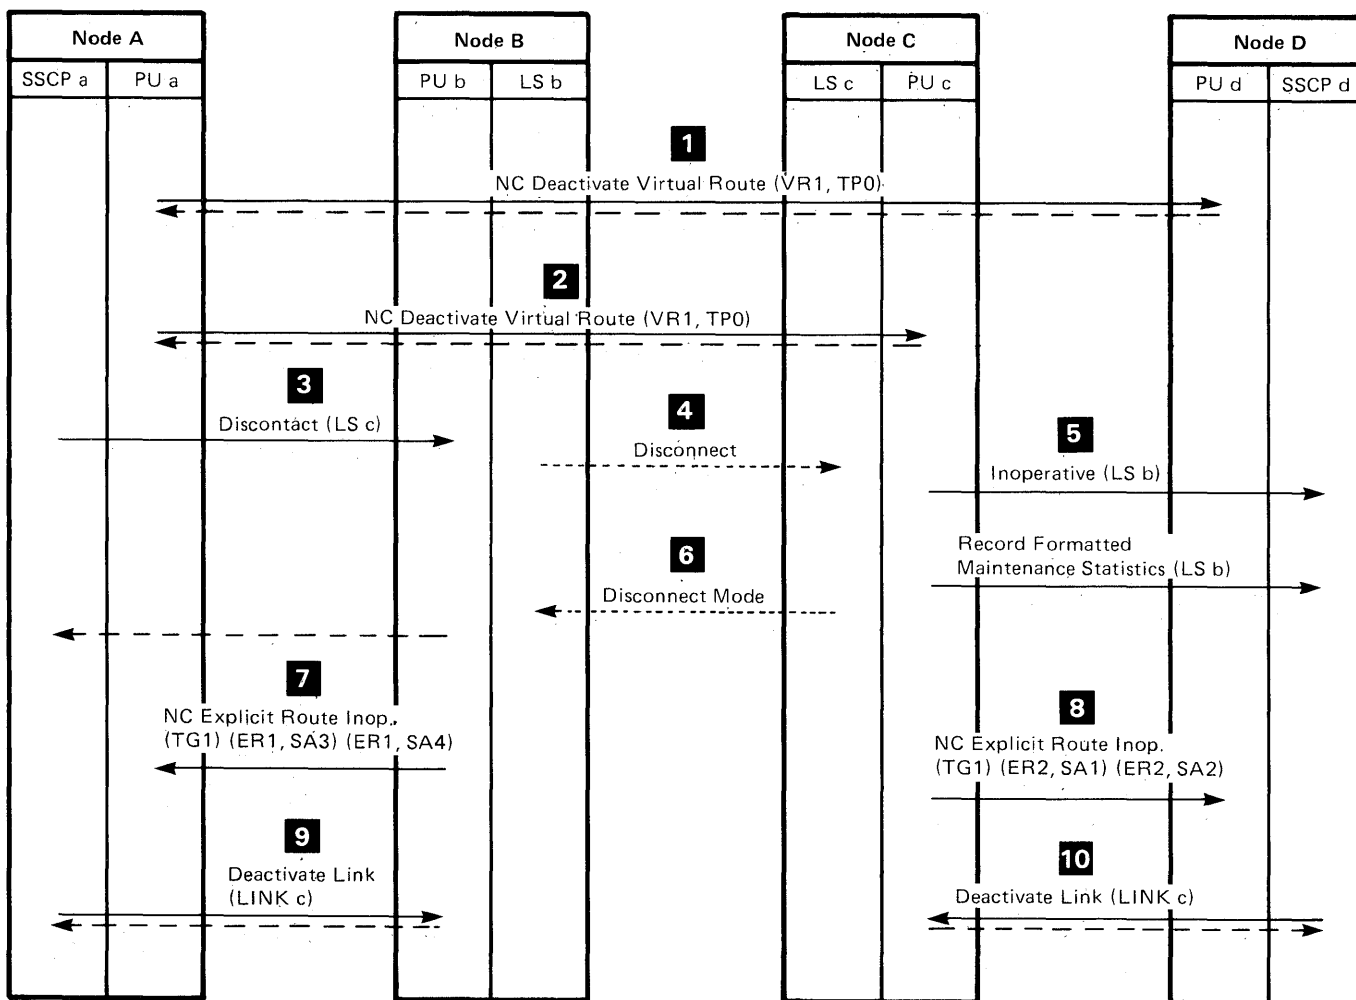 Node A
Node B
Node C
Node D
SSCP a
PU a
PU b
LS b
LS c
PU c
PU d
SSCP d
1
NC Deactivate Virtual Route (VR1, TP0)
2
NC Deactivate Virtual Route (VR1, TP0)
3
Discontact (LS c)
4
Disconnect
5
Inoperative (LS b)
Record Formatted
Maintenance Statistics (LS b)
6
Disconnect Mode
7
NC Explicit Route Inop.
(TG1) (ER1, SA3) (ER1, SA4)
8
NC Explicit Route Inop.
(TG1) (ER2, SA1) (ER2, SA2)
9
Deactivate Link
(LINK c)
10
Deactivate Link (LINK c)